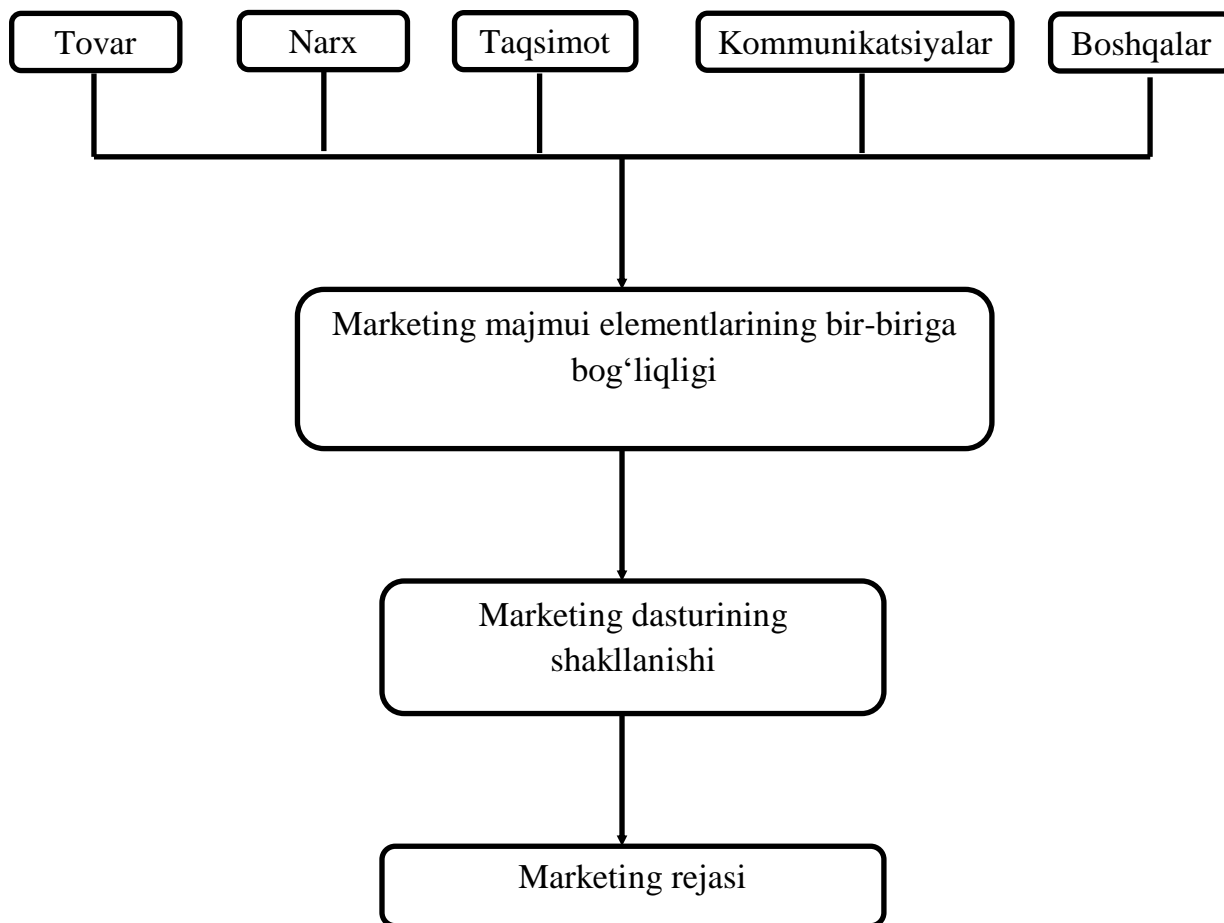 Tovar
Narx
Taqsimot
Kommunikatsiyalar
Boshqalar
Marketing majmui elementlarining bir-biriga
bog‘liqligi
Marketing dasturining
shakllanishi
Marketing rejasi